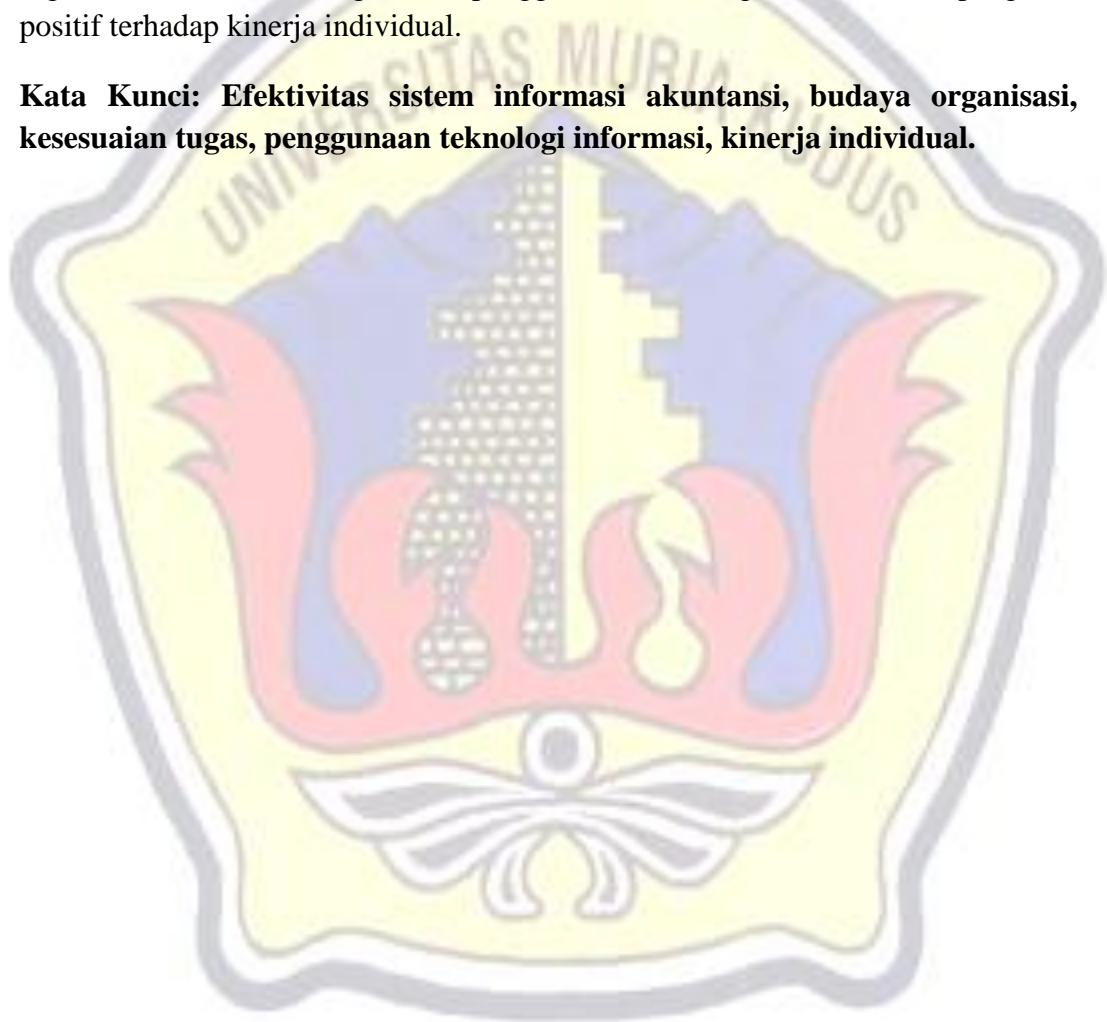 positif terhadap kinerja individual.
Kata Kunci: Efektivitas sistem informasi akuntansi, budaya organisasi,
kesesuaian tugas, penggunaan teknologi informasi, kinerja individual.
UNIVERSITAS MURIA KUDUS